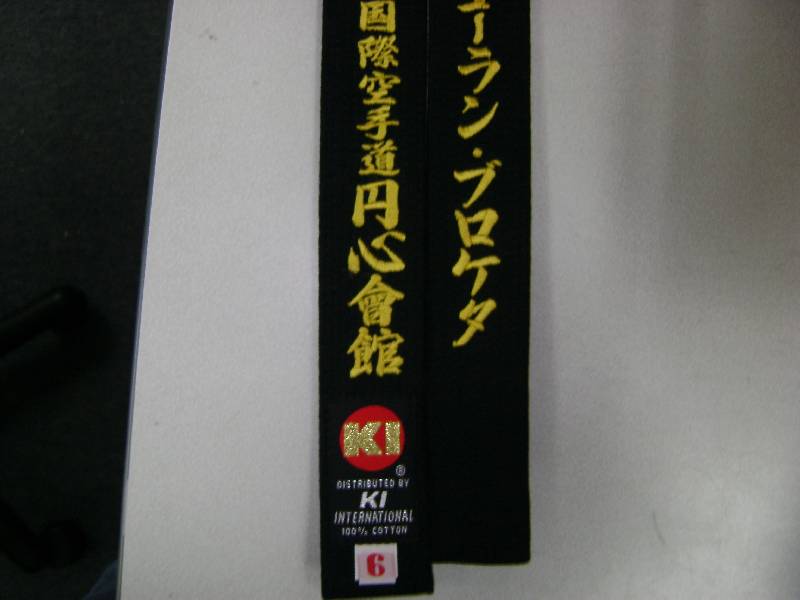 ューラン・ブロケタ
国際空手道円心會館
KI
®
DISTRIBUTED BY
KI
INTERNATIONAL
100% COTTON
6